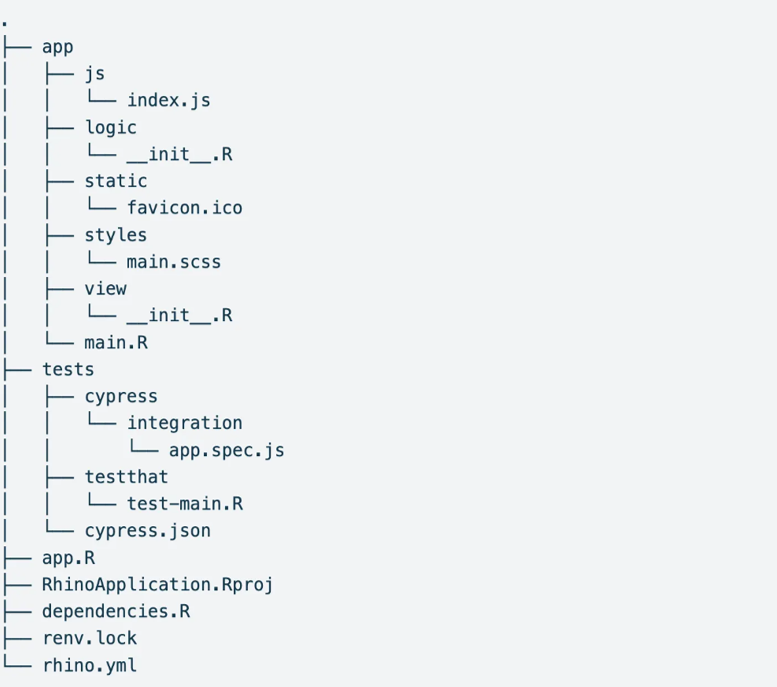 .
├── app
│   ├── js
│   │   └── index.js
│   ├── logic
│   │   └── __init__.R
│   ├── static
│   │   └── favicon.ico
│   ├── styles
│   │   └── main.scss
│   ├── view
│   │   └── __init__.R
│   └── main.R
├── tests
│   ├── cypress
│   │   └── integration
│   │       └── app.spec.js
│   ├── testthat
│   │   └── test-main.R
│   └── cypress.json
├── app.R
├── RhinoApplication.Rproj
├── dependencies.R
├── renv.lock
└── rhino.yml